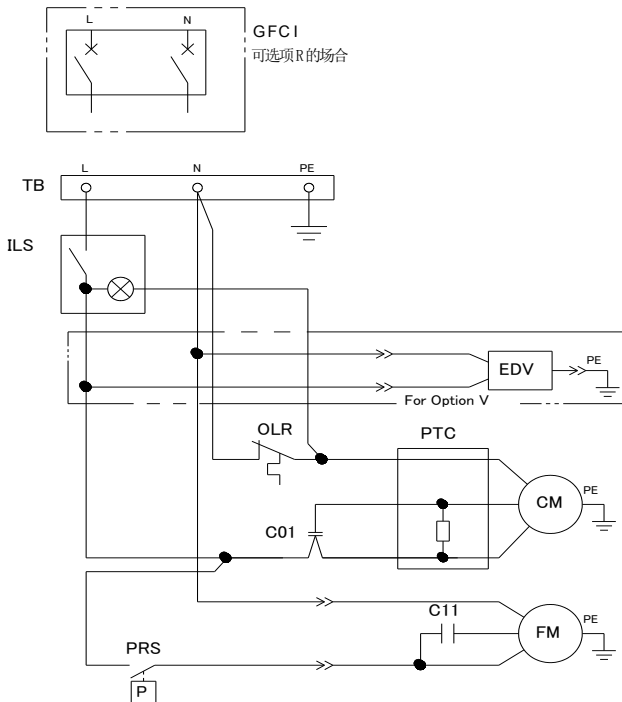 L N
GFCI
可选项R的场合
L N PE
TB
ILS
EDV PE
For Option V
OLR PTC
CM PE
C01
C11
FM PE
PRS
P